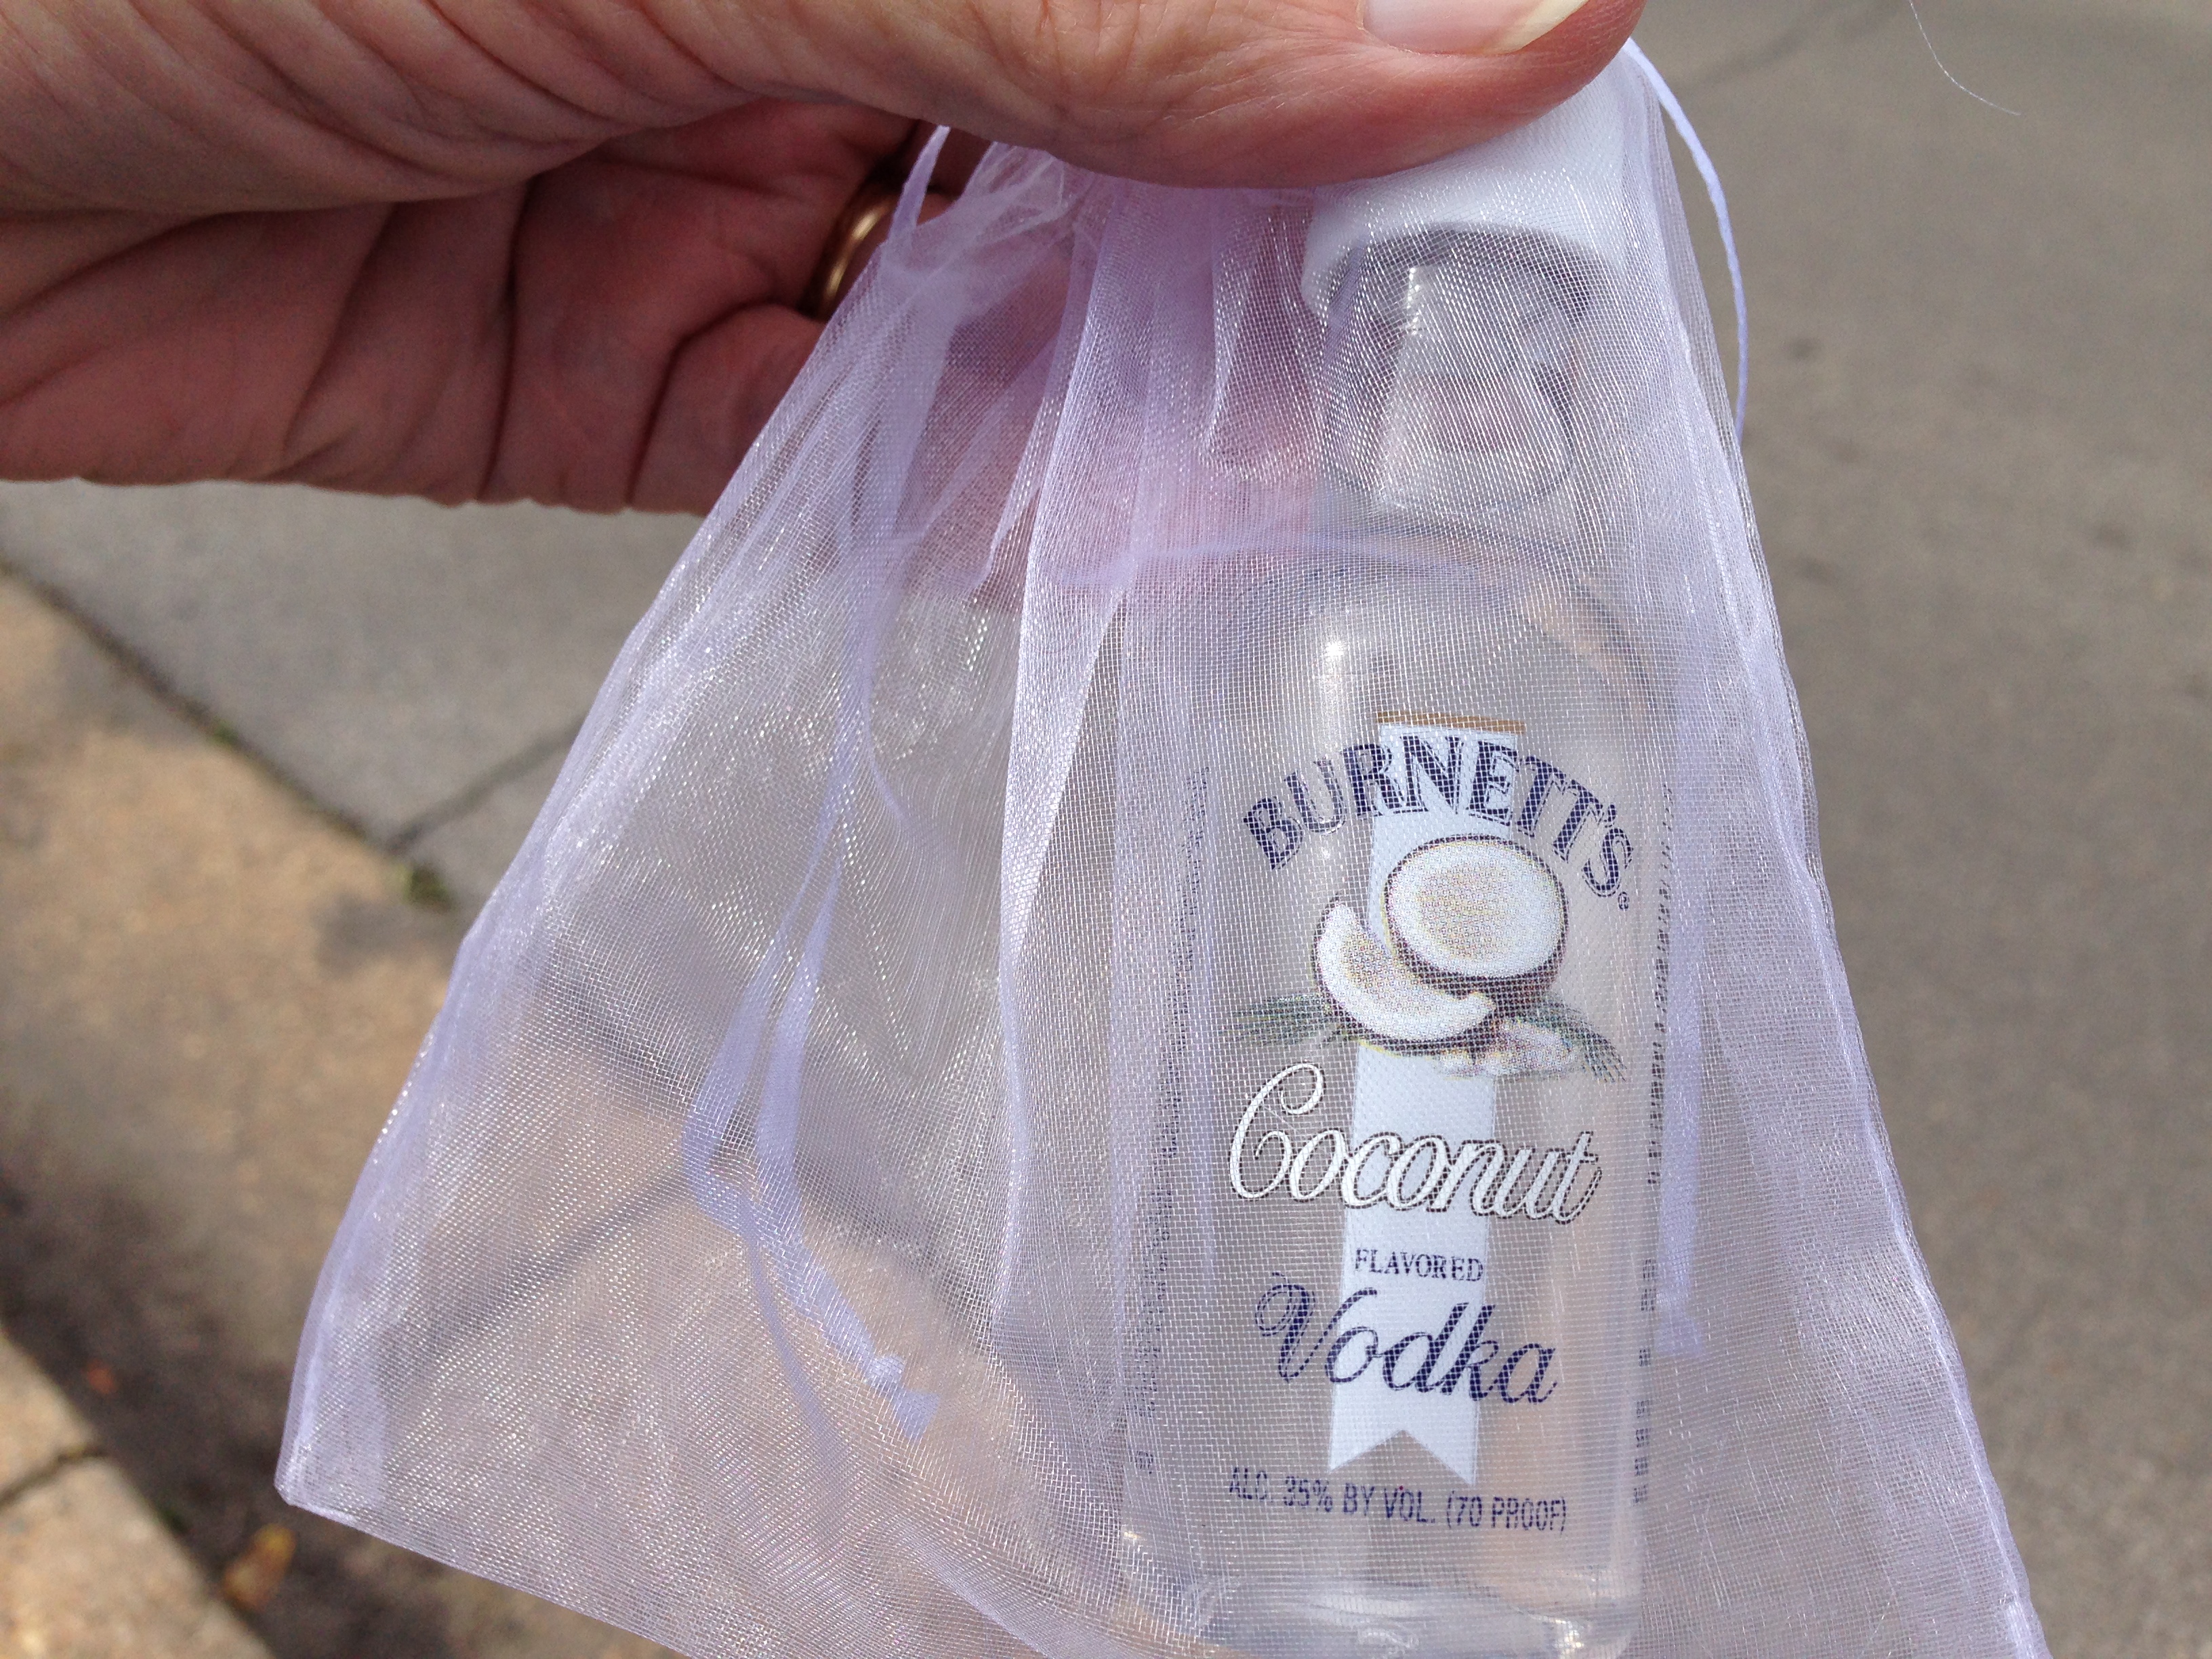 BURNETT'S®
Coconut
FLAVORED
Vodka
ALC. 35% BY VOL. (70 PROOF)